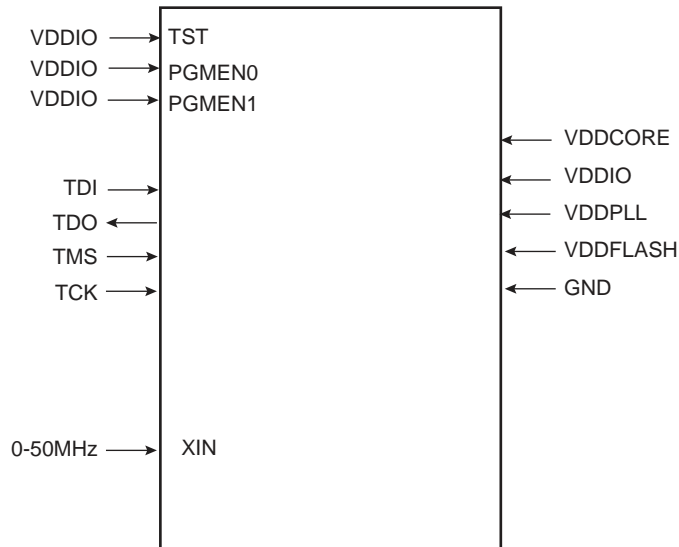 VDDIO TST
VDDIO PGMEN0
VDDIO PGMEN1
VDDCORE
VDDIO
TDI
VDDPLL
TDO
VDDFLASH
TMS
GND
TCK
0-50MHz XIN